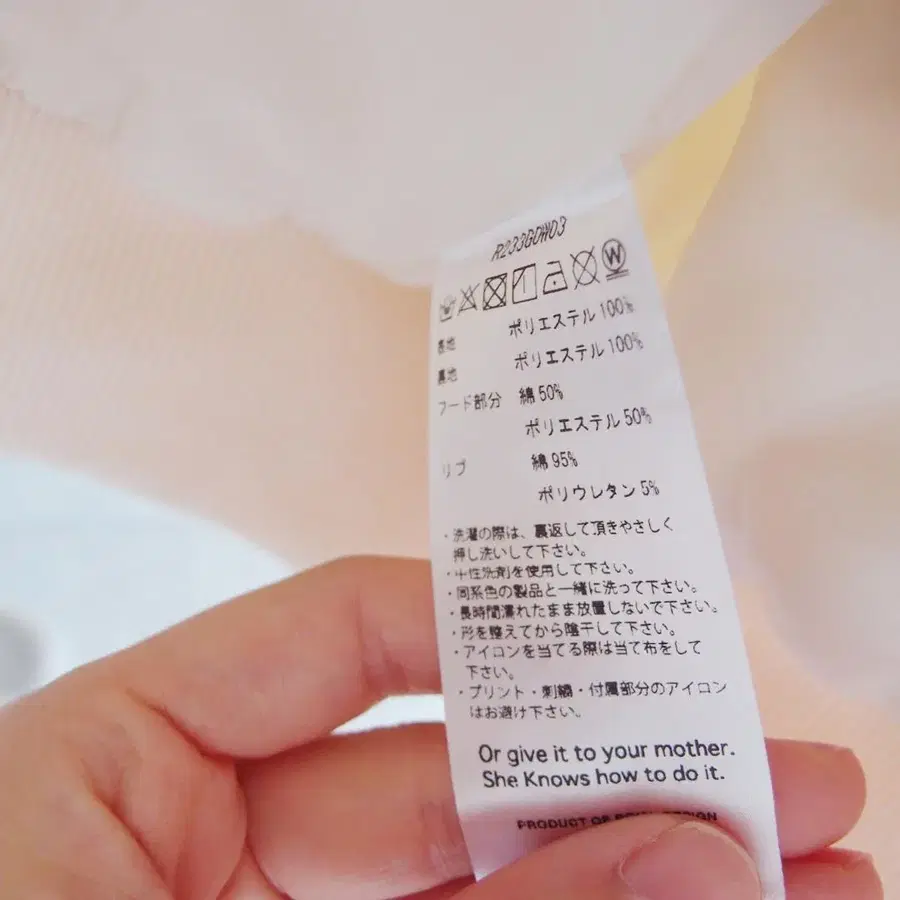 R233GDW03
W
表地 ポリエステル 100%
裏地 ポリエステル 100%
フード部分 綿 50%
ポリエステル 50%
リブ 綿 95%
ポリウレタン 5%
・洗濯の際は、裏返して頂きやさしく
押し洗いして下さい。
・中性洗剤を使用して下さい。
・同系色の製品と一緒に洗って下さい。
・長時間濡れたまま放置しないで下さい。
・形を整えてから陰干して下さい。
・アイロンを当てる際は当て布をして
下さい。
・プリント・刺繍・付属部分のアイロン
はお避け下さい。
Or give it to your mother.
She Knows how to do it.
PRODUCT OF